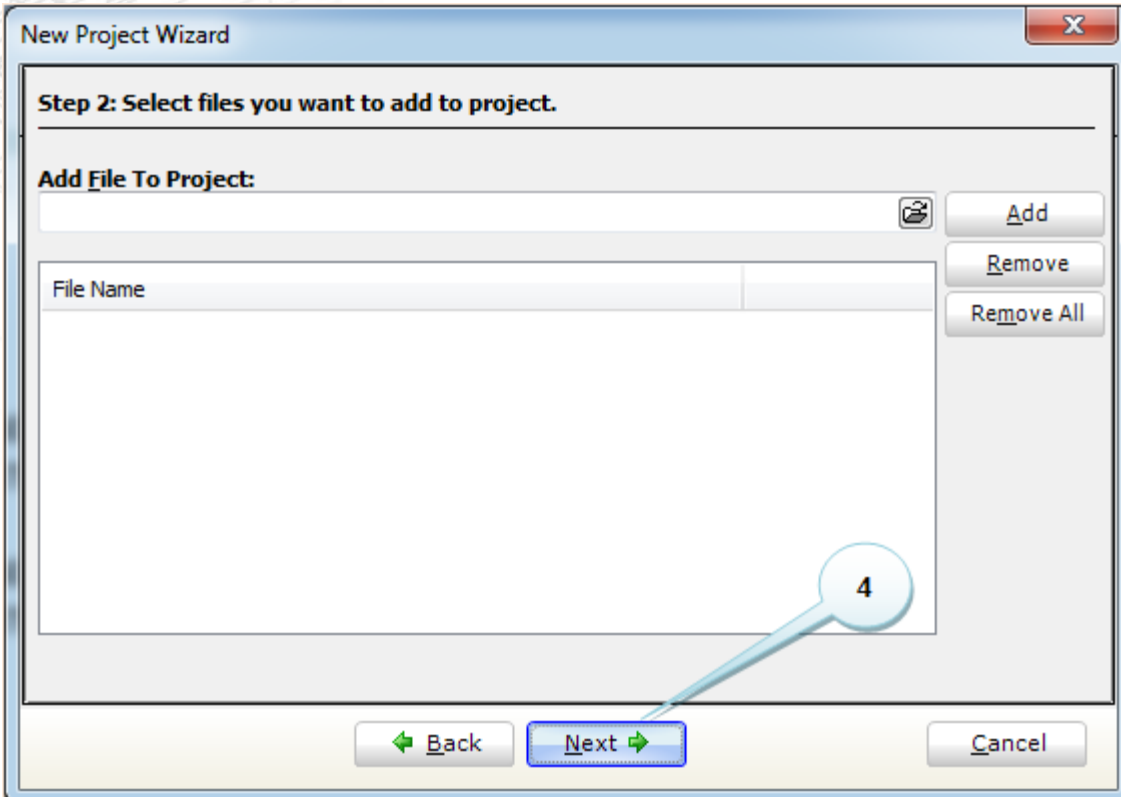 New Project Wizard
X
Step 2: Select files you want to add to project.
Add File To Project:
Add
Remove
File Name
Remove All
4
Back
Next
Cancel